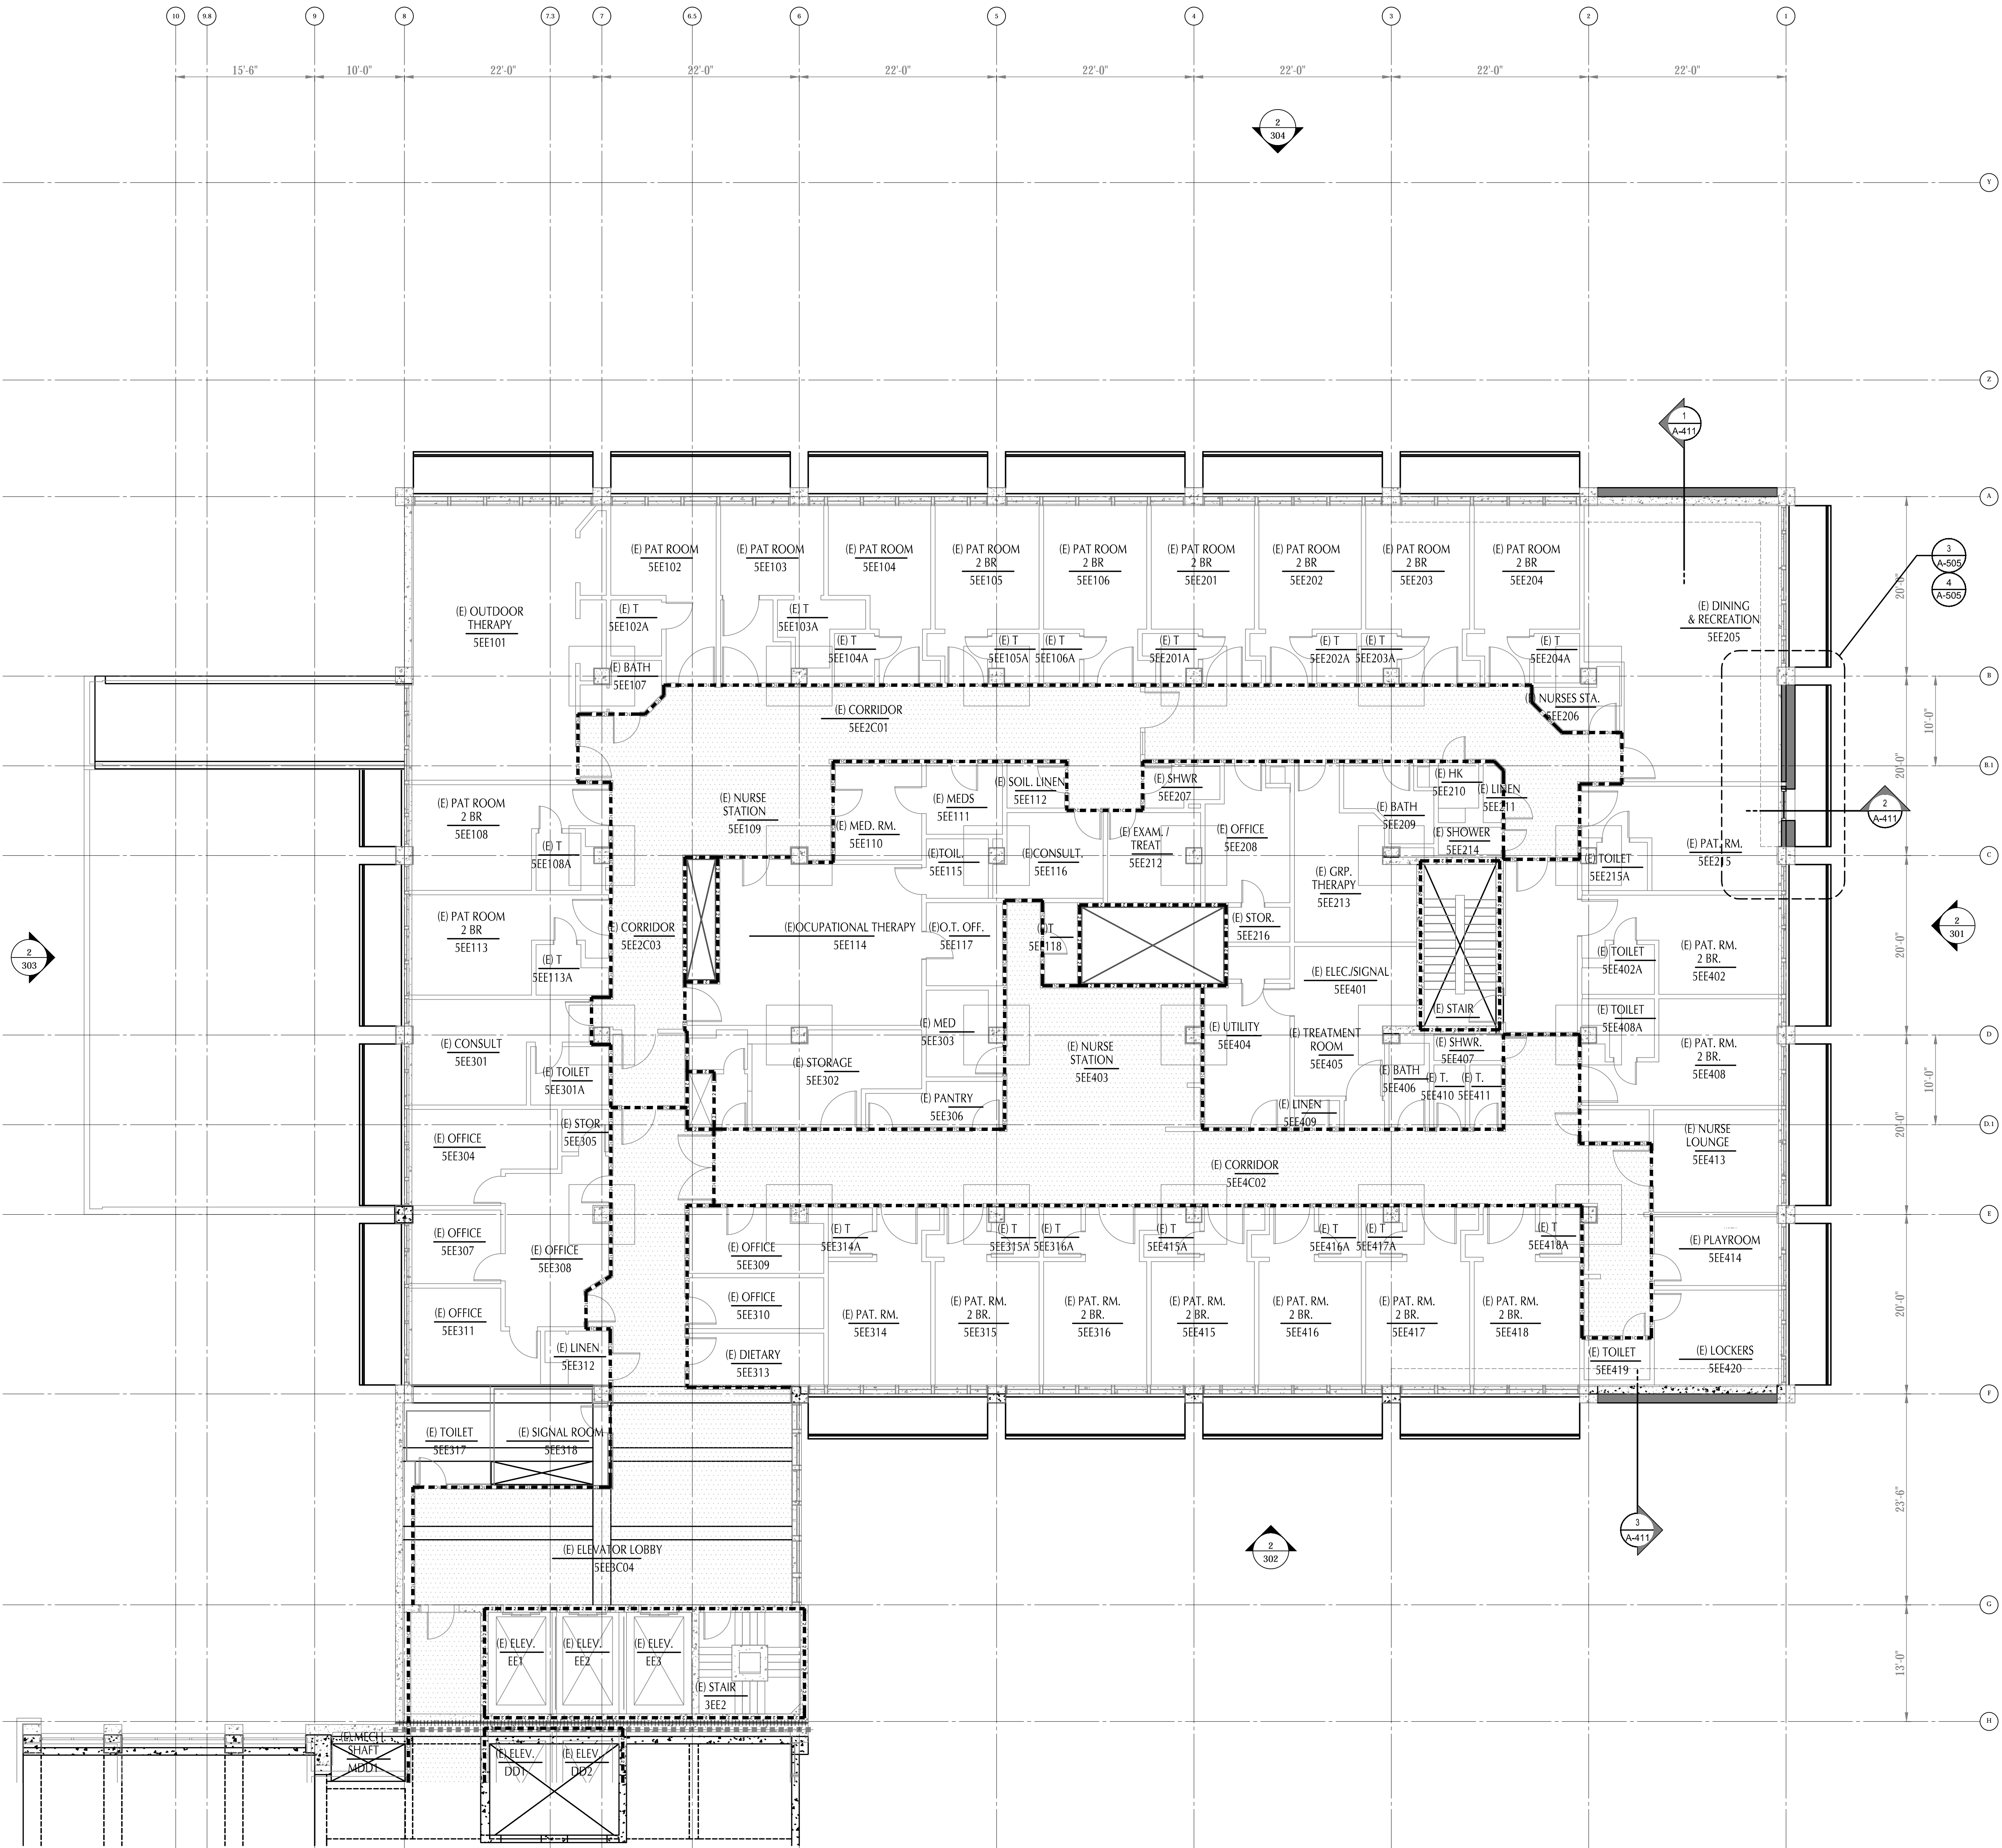 10
9.8
9
8
7.3
7
6.5
6
5
4
3
2
1
15'-6"
10'-0"
22'-0"
22'-0"
22'-0"
22'-0"
22'-0"
22'-0"
22'-0"
2
304
Y
Z
1
A-411
A
3
A-505
4
A-505
20'-0"
(E) PAT ROOM
5EE102
(E) PAT ROOM
5EE103
(E) PAT ROOM
5EE104
(E) PAT ROOM
2 BR
5EE105
(E) PAT ROOM
2 BR
5EE106
(E) PAT ROOM
2 BR
5EE201
(E) PAT ROOM
2 BR
5EE202
(E) PAT ROOM
2 BR
5EE203
(E) PAT ROOM
2 BR
5EE204
(E) OUTDOOR
THERAPY
5EE101
(E) T
5EE102A
(E) T
5EE103A
(E) DINING
& RECREATION
5EE205
(E) T
5EE104A
(E) T
5EE105A
(E) T
5EE106A
(E) T
5EE201A
(E) T
5EE202A
(E) T
5EE203A
(E) T
5EE204A
(E) BATH
5EE107
B
(E) CORRIDOR
5EE2C01
(E) NURSES STA.
5EE206
10'-0"
20'-0"
B.1
(E) PAT ROOM
2 BR
5EE108
(E) NURSE
STATION
5EE109
(E) MEDS
5EE111
(E) SOIL. LINEN
5EE112
(E) SHWR
5EE207
(E) HK
5EE210
(E) LINEN
5EE211
(E) BATH
5EE209
2
A-411
(E) MED. RM.
5EE110
(E) EXAM. /
TREAT
5EE212
(E) OFFICE
5EE208
(E) SHOWER
5EE214
(E) T
5EE108A
(E)TOIL.
5EE115
(E)CONSULT.
5EE116
(E) TOILET
5EE215A
(E) PAT. RM.
5EE215
C
(E) GRP.
THERAPY
5EE213
(E) PAT ROOM
2 BR
5EE113
(E) CORRIDOR
5EE2C03
(E)OCUPATIONAL THERAPY
5EE114
(E)O.T. OFF.
5EE117
(E)T
5EE118
(E) STOR.
5EE216
2
303
2
301
20'-0"
(E) T
5EE113A
(E) TOILET
5EE402A
(E) PAT. RM.
2 BR.
5EE402
(E) ELEC./SIGNAL
5EE401
(E) STAIR
(E) TOILET
5EE408A
D
(E) CONSULT
5EE301
(E) MED
5EE303
(E) NURSE
STATION
5EE403
(E) UTILITY
5EE404
(E) TREATMENT
ROOM
5EE405
(E) SHWR.
5EE407
(E) PAT. RM.
2 BR.
5EE408
(E) TOILET
5EE301A
(E) STORAGE
5EE302
(E) BATH
5EE406
(E) T.
5EE410
(E) T.
5EE411
10'-0"
(E) PANTRY
5EE306
(E) LINEN
5EE409
D.1
20'-0"
(E) STOR.
5EE305
(E) OFFICE
5EE304
(E) NURSE
LOUNGE
5EE413
(E) CORRIDOR
5EE4C02
E
(E) OFFICE
5EE307
(E) OFFICE
5EE308
(E) OFFICE
5EE309
(E) T
5EE314A
(E) T
5EE315A
(E) T
5EE316A
(E) T
5EE415A
(E) T
5EE416A
(E) T
5EE417A
(E) T
5EE418A
(E) PLAYROOM
5EE414
(E) OFFICE
5EE311
(E) OFFICE
5EE310
(E) PAT. RM.
5EE314
(E) PAT. RM.
2 BR.
5EE315
(E) PAT. RM.
2 BR.
5EE316
(E) PAT. RM.
2 BR.
5EE415
(E) PAT. RM.
2 BR.
5EE416
(E) PAT. RM.
2 BR.
5EE417
(E) PAT. RM.
2 BR.
5EE418
20'-0"
(E) LINEN
5EE312
(E) DIETARY
5EE313
(E) TOILET
5EE419
(E) LOCKERS
5EE420
F
(E) TOILET
5EE317
(E) SIGNAL ROOM
5EE318
23'-6"
3
A-411
2
302
(E) ELEVATOR LOBBY
5EE3C04
G
(E) ELEV.
EE1
(E) ELEV.
EE2
(E) ELEV.
EE3
(E) STAIR
3EE2
13'-0"
H
(E) MECH.
SHAFT
MDD1
(E) ELEV.
DD1
(E) ELEV.
DD2